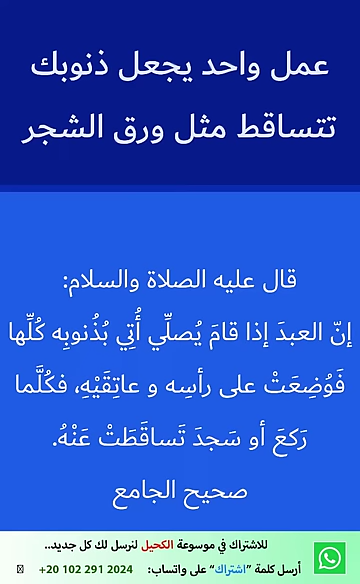 عمل واحد يجعل ذنوبك
تتساقط مثل ورق الشجر
قال عليه الصلاة والسلام:
إنّ العبدَ إذا قامَ يُصلِّي أُتِي بُذُنوبِه كُلِّها
فَوُضِعَتْ على رأسِه و عاتِقَيْهِ، فكُلَّما
رَكعَ أو سَجدَ تَساقَطَتْ عَنْهُ.
صحيح الجامع
للاشتراك في موسوعة الكحيل لنرسل لك كل جديد..
أرسل كلمة "اشتراك" على واتساب: +20 102 291 2024